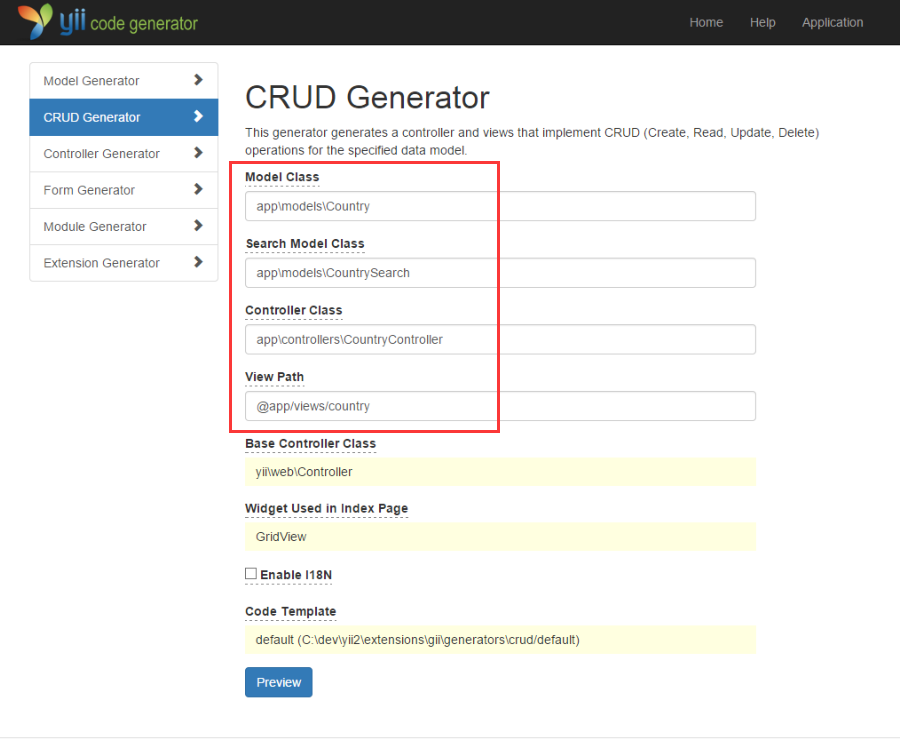 yii code generator
Home Help Application
Model Generator
CRUD Generator
Controller Generator
Form Generator
Module Generator
Extension Generator
CRUD Generator
This generator generates a controller and views that implement CRUD (Create, Read, Update, Delete)
operations for the specified data model.
Model Class
app\models\Country
Search Model Class
app\models\CountrySearch
Controller Class
app\controllers\CountryController
View Path
@app/views/country
Base Controller Class
yii\web\Controller
Widget Used in Index Page
GridView
Enable I18N
Code Template
default (C:\dev\yii2\extensions\gii\generators\crud/default)
Preview